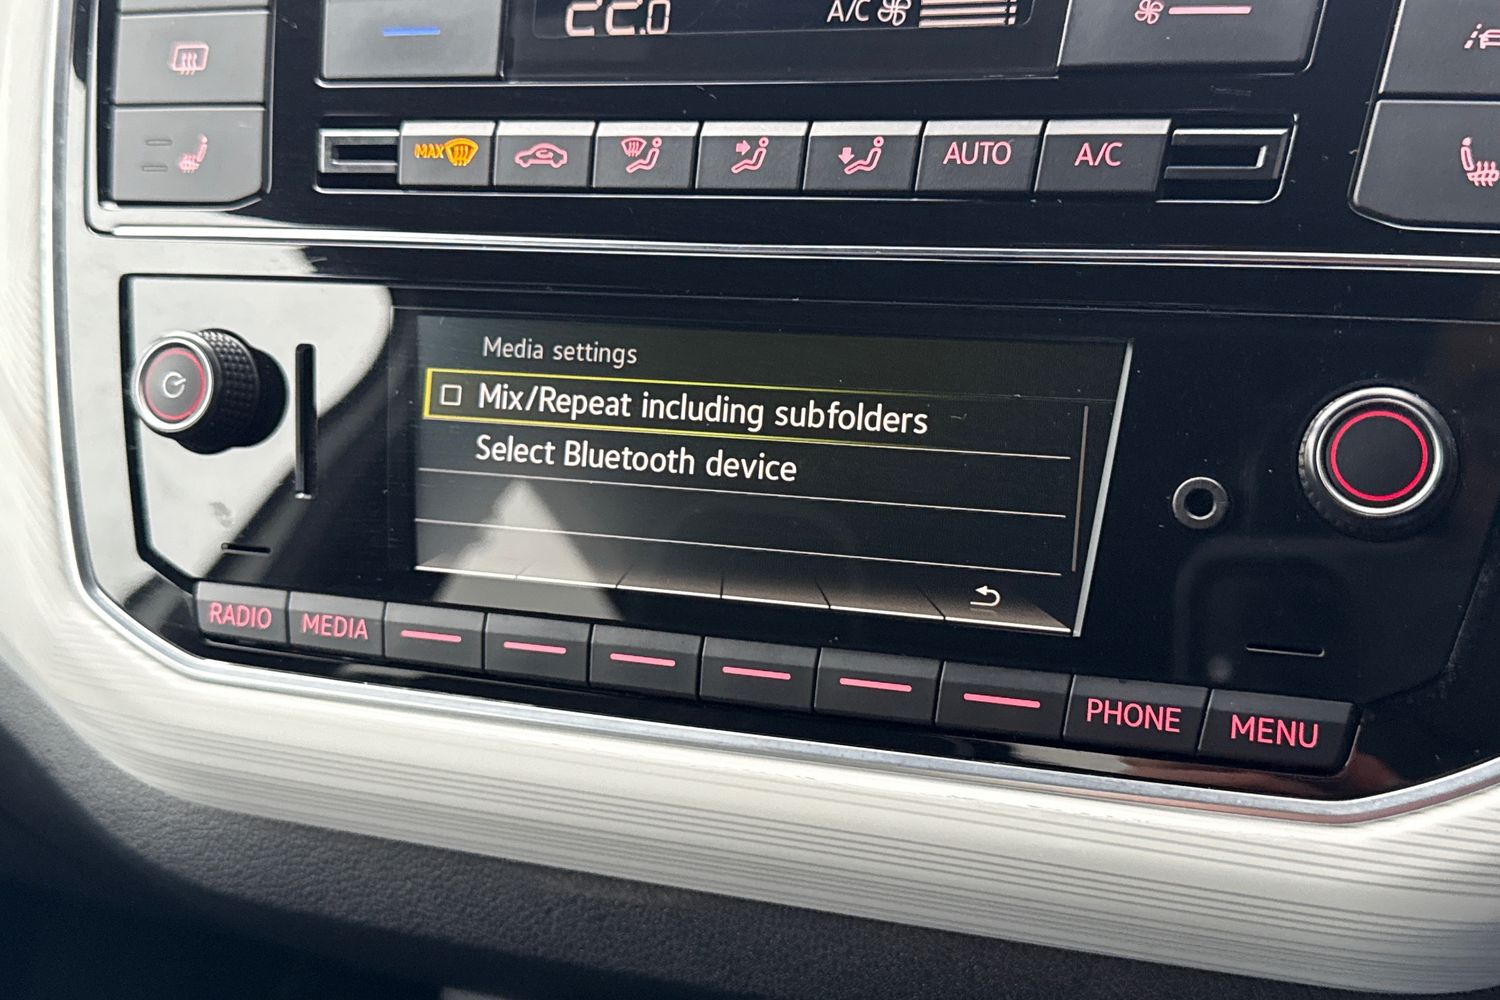 22.0
A/C
MAX
AUTO
A/C
Media settings
Mix/Repeat including subfolders
Select Bluetooth device
RADIO
MEDIA
PHONE
MENU